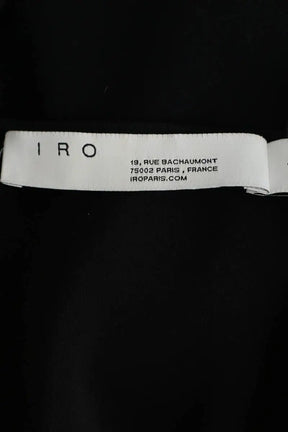 IRO
19, RUE BACHAUMONT
75002 PARIS , FRANCE
IROPARIS.COM